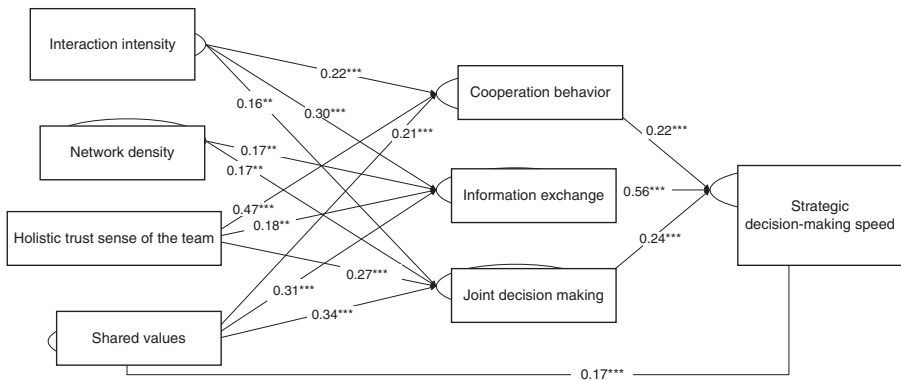 Interaction intensity
0.22***
Cooperation behavior
0.16**
0.30***
0.21***
0.22***
Network density
0.17**
0.17**
Information exchange
0.56***
Strategic
decision-making speed
0.47***
0.18**
Holistic trust sense of the team
0.24***
0.27***
0.31***
Joint decision making
0.34***
Shared values
0.17***